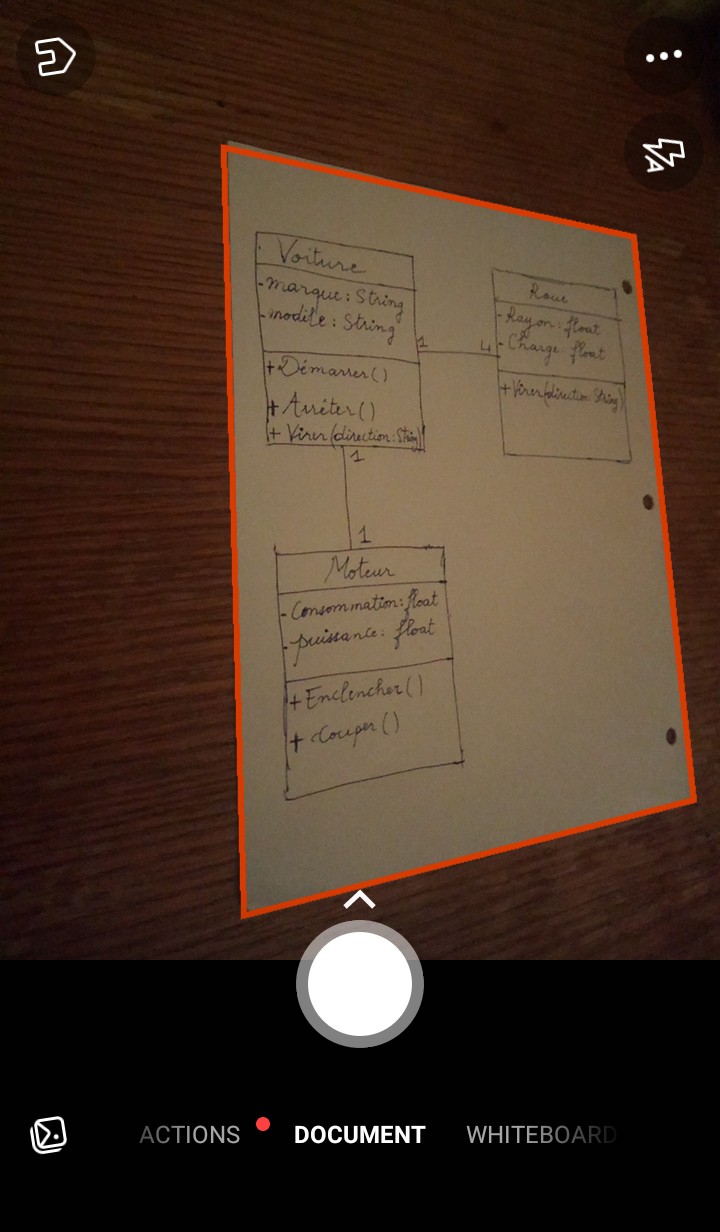 Voiture
- marque : String
- modèle : String
+ Démarrer ()
+ Arrêter ()
+ Virer (direction : String)
1
4
Roue
- Rayon : float
- Charge : float
+ Virer (direction : String)
1
1
Moteur
- Consommation : float
- puissance : float
+ Enclencher ()
+ Couper ()
ACTIONS
DOCUMENT
WHITEBOARD